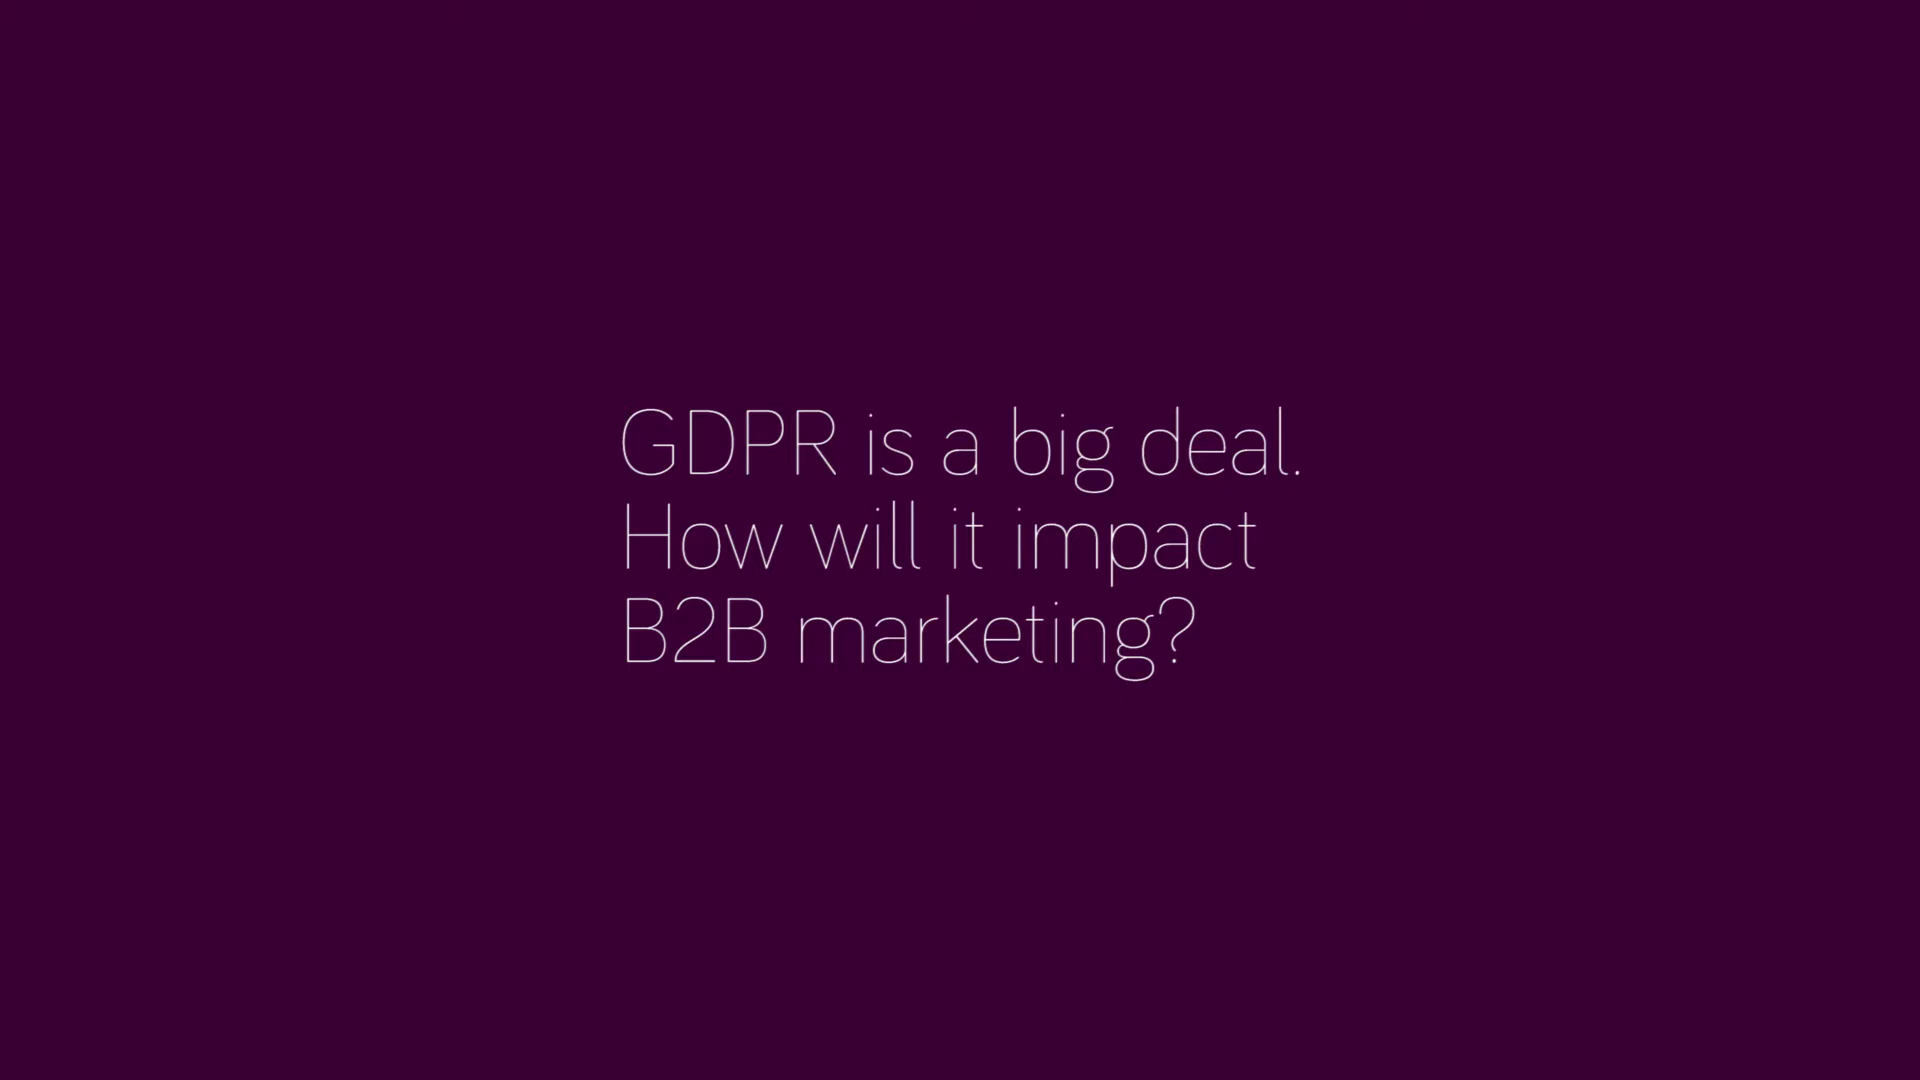 GDPR is a big deal.
How will it impact
B2B marketing?